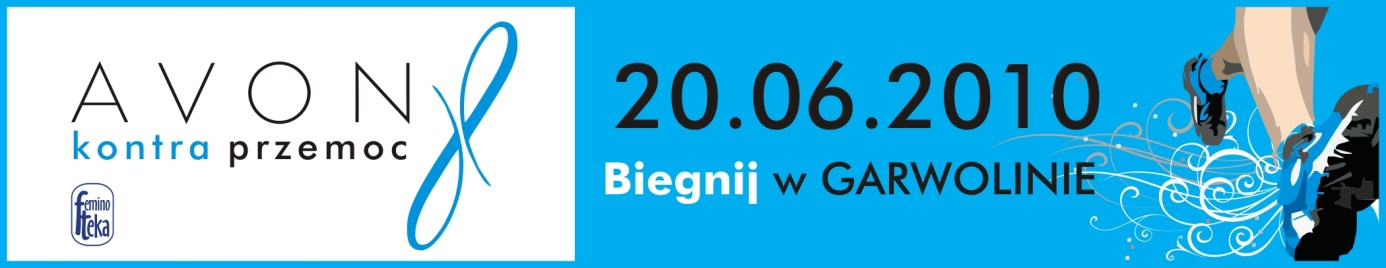 AVON
kontra przemoc
femino
teka
20.06.2010
Biegnij w GARWOLINIE